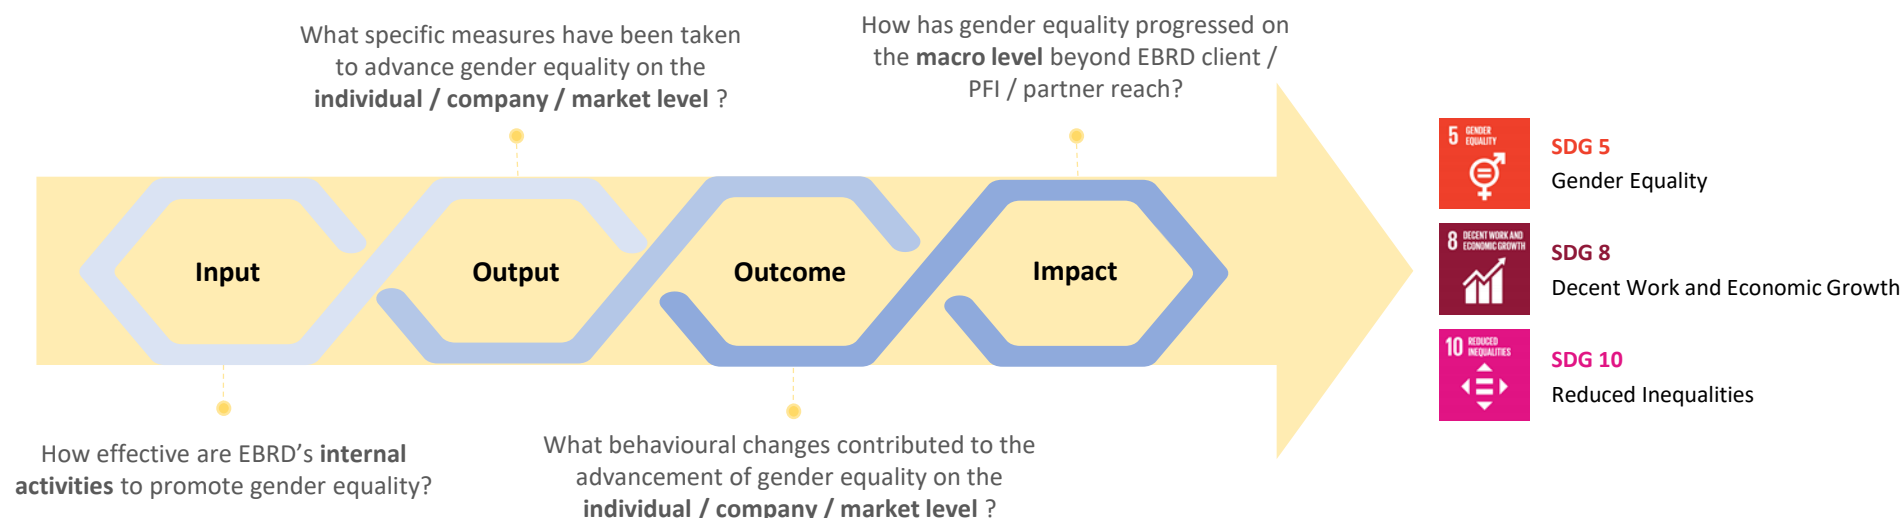 What specific measures have been taken
to advance gender equality on the
individual / company / market level ?
How has gender equality progressed on
the macro level beyond EBRD client /
PFI / partner reach?
Input
Output
Outcome
Impact
How effective are EBRD's internal
activities to promote gender equality?
What behavioural changes contributed to the
advancement of gender equality on the
individual / company / market level ?
5 GENDER
EQUALITY
SDG 5
Gender Equality
8 DECENT WORK AND
ECONOMIC GROWTH
SDG 8
Decent Work and Economic Growth
10 REDUCED
INEQUALITIES
SDG 10
Reduced Inequalities